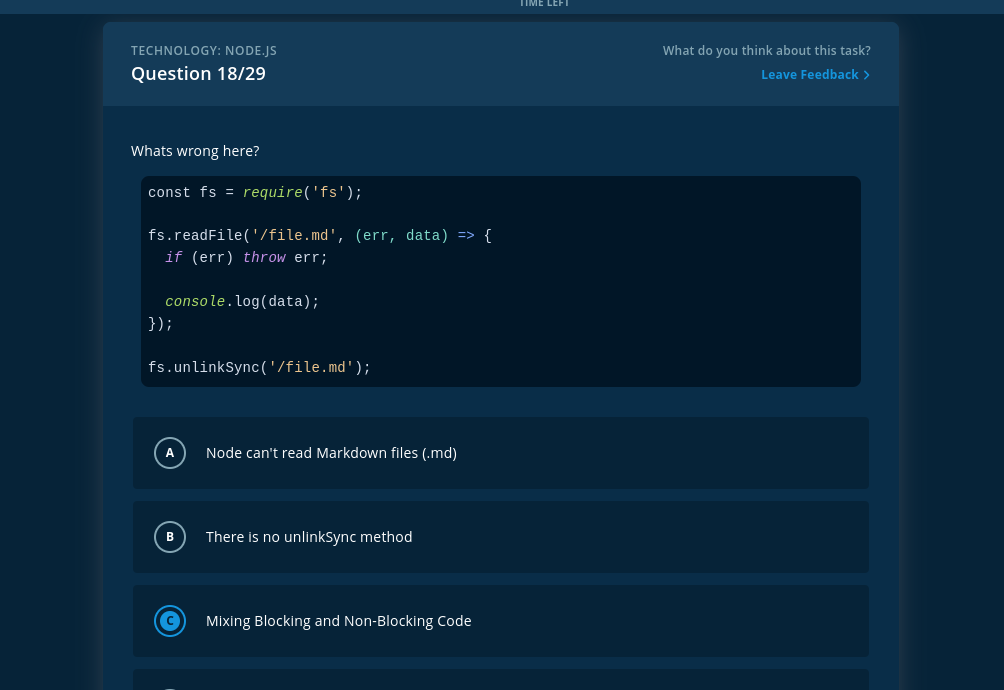 TIME LEFT
TECHNOLOGY: NODE.JS
What do you think about this task?
Question 18/29
Leave Feedback >
Whats wrong here?
const fs = require('fs');
fs.readFile('/file.md', (err, data) => {
  if (err) throw err;
  console.log(data);
});
fs.unlinkSync('/file.md');
A Node can't read Markdown files (.md)
B There is no unlinkSync method
C Mixing Blocking and Non-Blocking Code